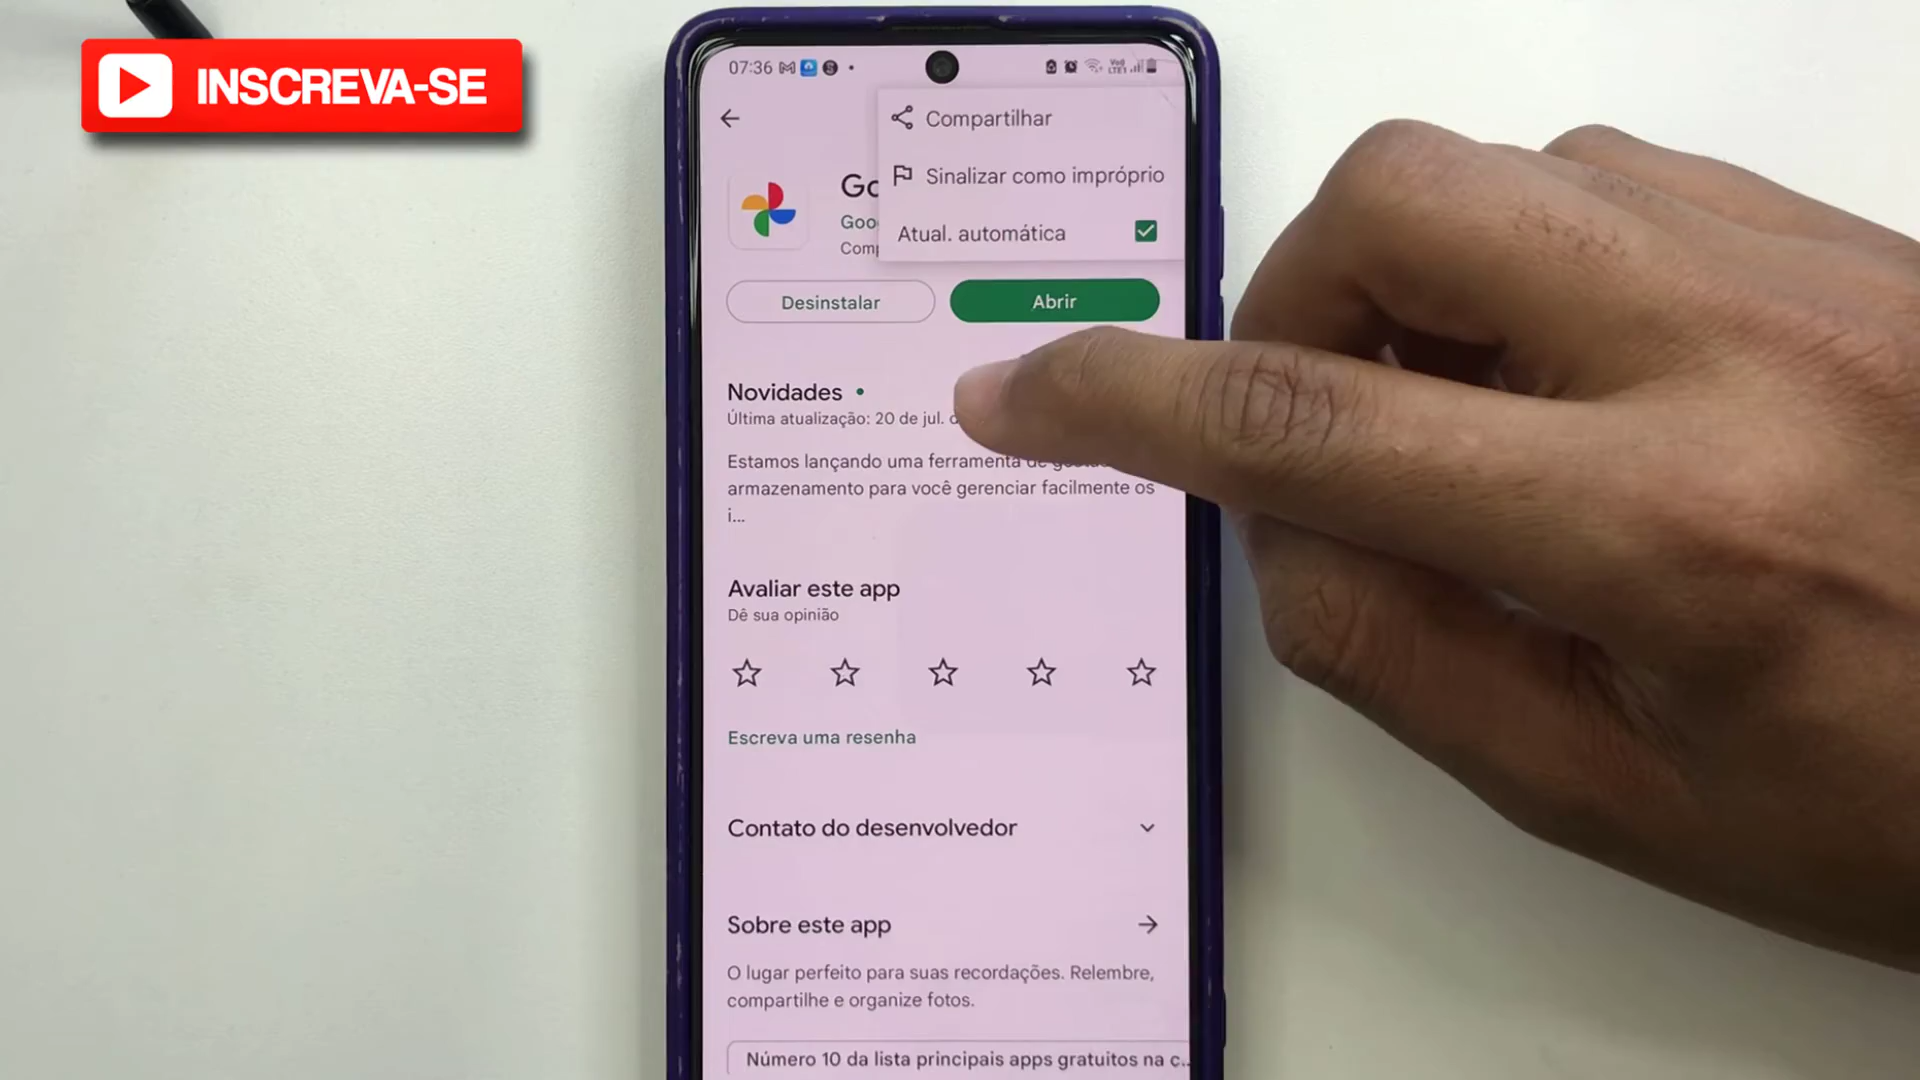 INSCREVA-SE
07:36
Compartilhar
Sinalizar como impróprio
Atual. automática
Desinstalar
Abrir
Novidades •
Última atualização: 20 de jul.
Estamos lançando uma ferramenta de
armazenamento para você gerenciar facilmente os
i...
Avaliar este app
Dê sua opinião
Escreva uma resenha
Contato do desenvolvedor
Sobre este app
O lugar perfeito para suas recordações. Relembre,
compartilhe e organize fotos.
Número 10 da lista principais apps gratuitos na c...